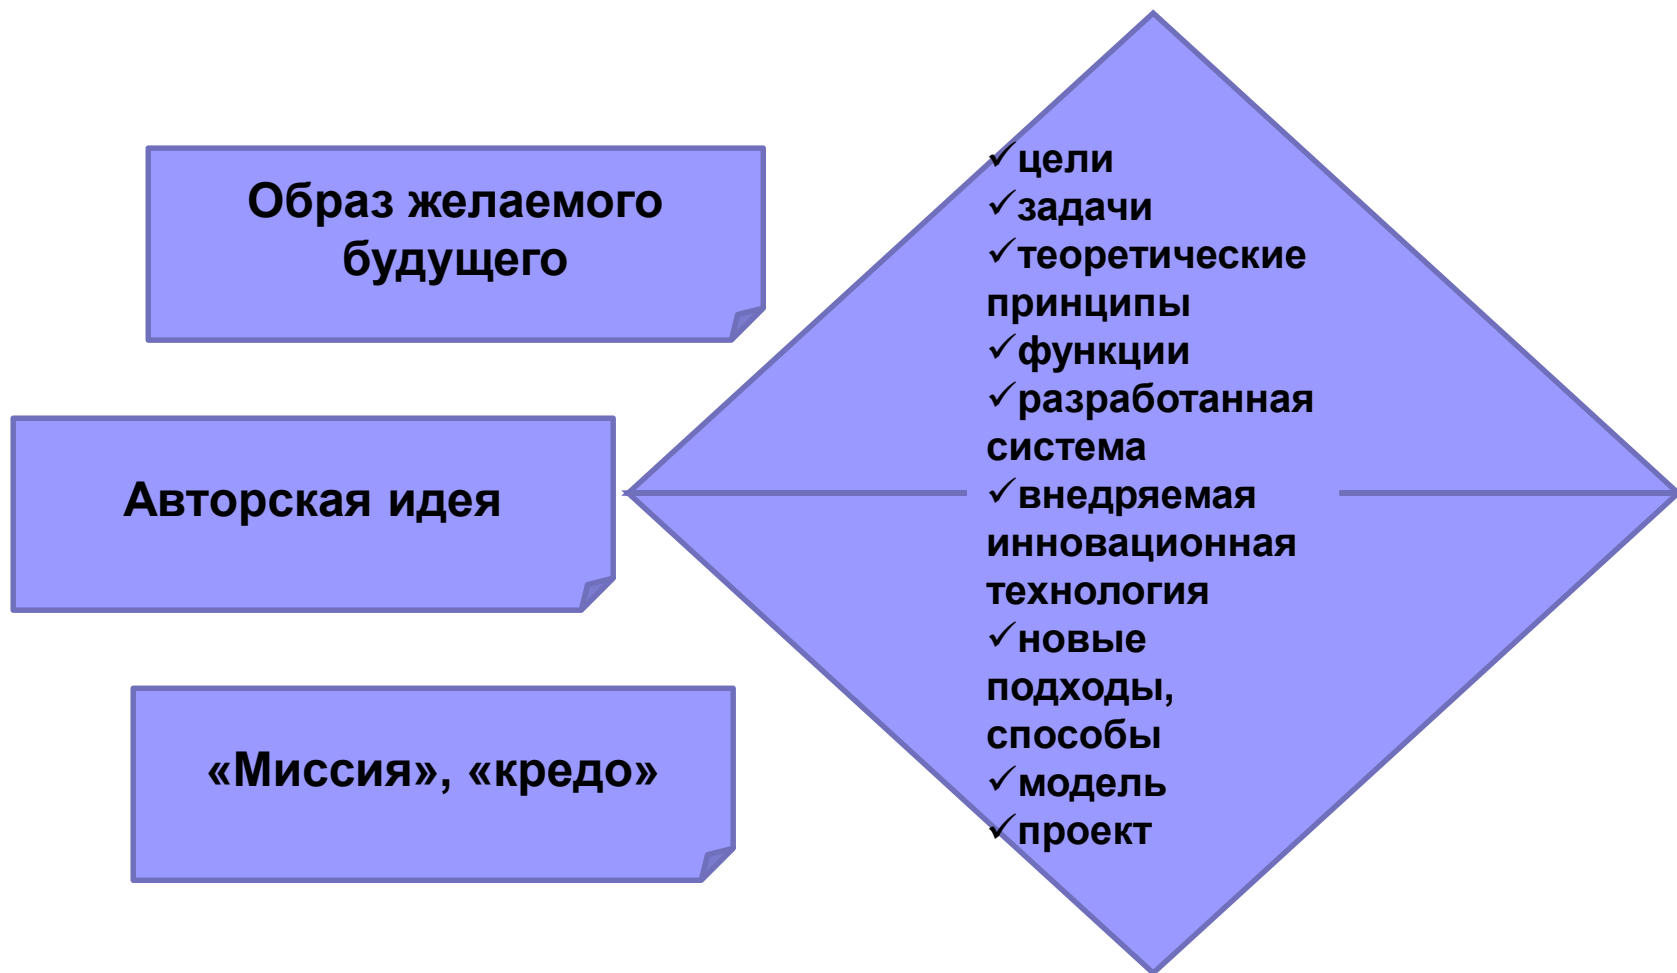 Образ желаемого
будущего
Авторская идея
«Миссия», «кредо»
✓цели
✓задачи
✓теоретические
принципы
✓функции
✓разработанная
система
✓внедряемая
инновационная
технология
✓новые
подходы,
способы
✓модель
✓проект